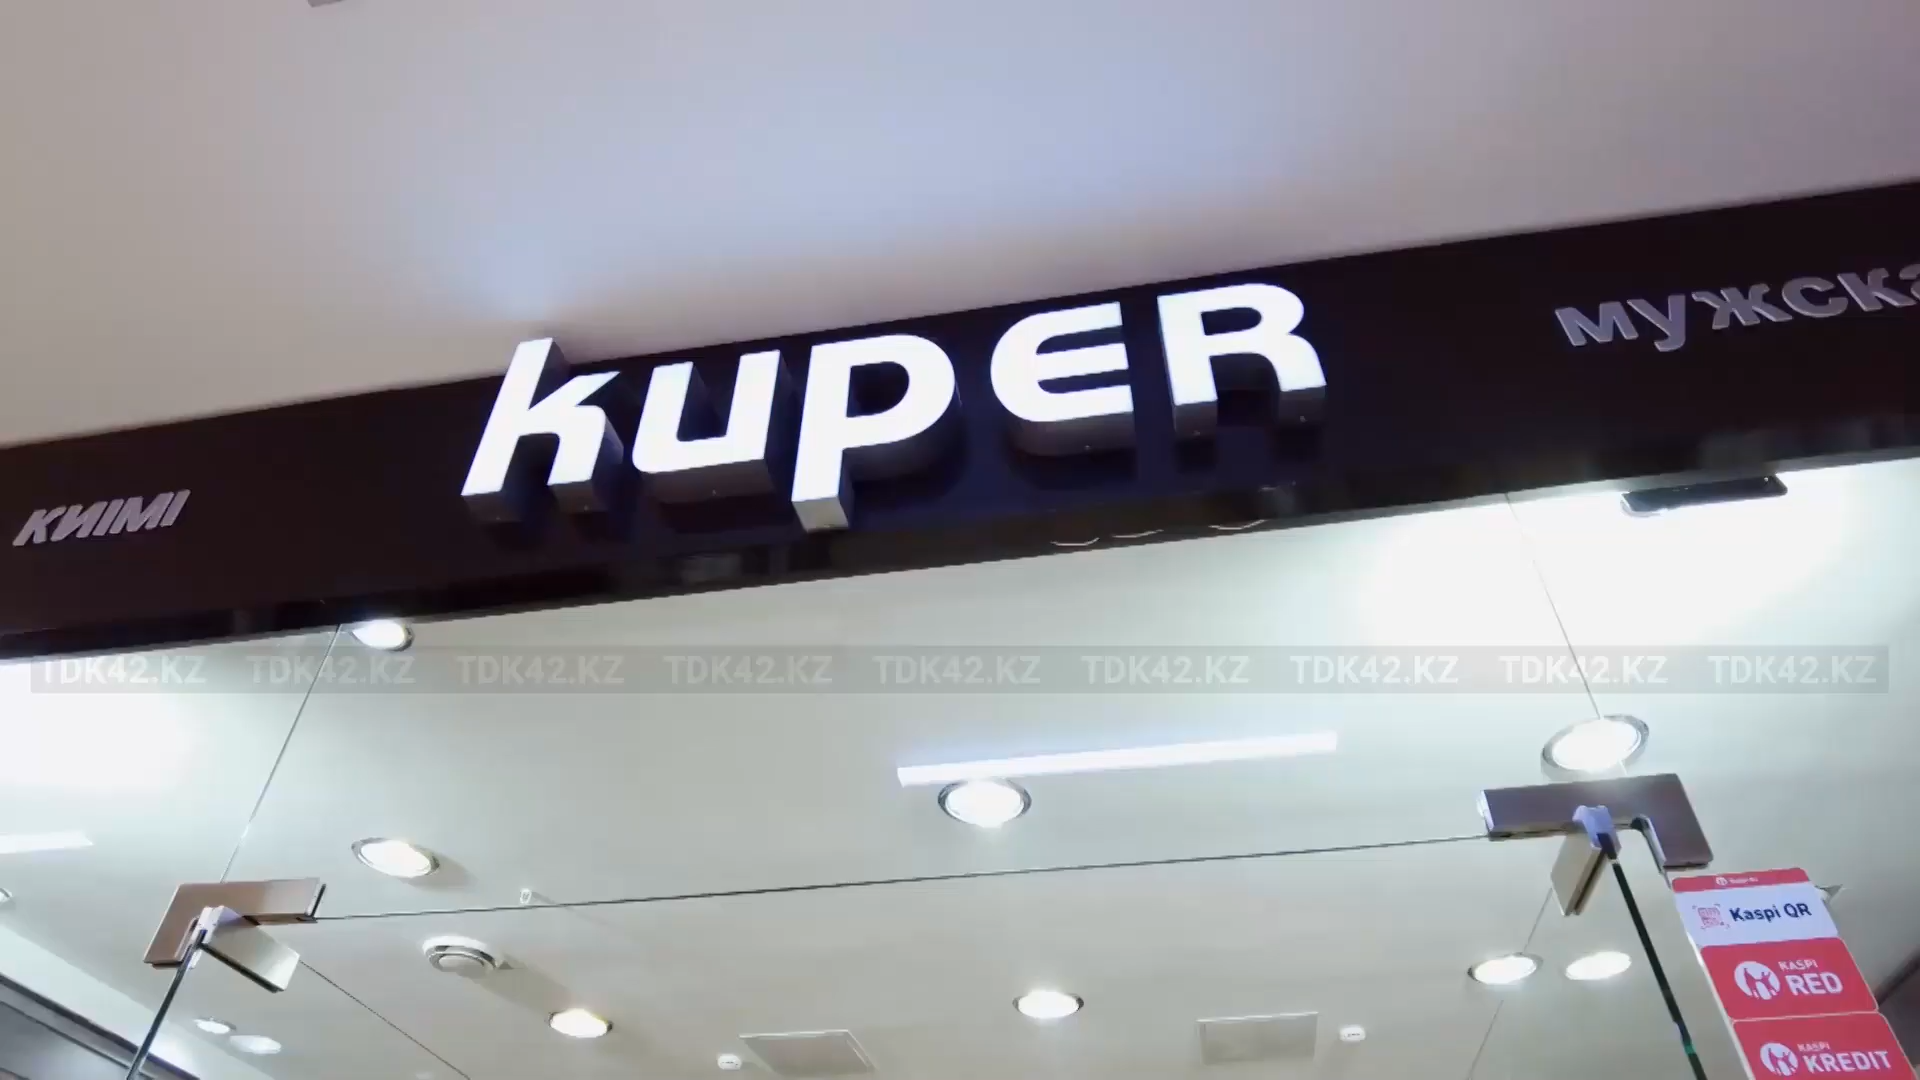 kuper
киімі
мужска
TDK42.KZ TDK42.KZ TDK42.KZ TDK42.KZ TDK42.KZ TDK42.KZ TDK42.KZ TDK42.KZ TDK42.KZ
Kaspi QR
KASPI
RED
KASPI
KREDIT